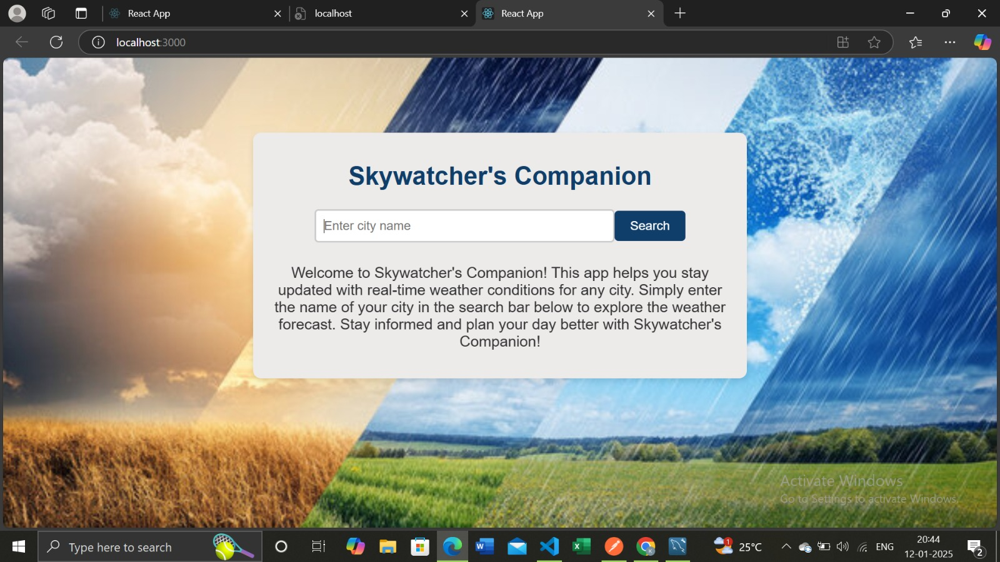 React App
localhost
React App
localhost:3000
Skywatcher's Companion
Enter city name
Search
Welcome to Skywatcher's Companion! This app helps you stay
updated with real-time weather conditions for any city. Simply enter
the name of your city in the search bar below to explore the weather
forecast. Stay informed and plan your day better with Skywatcher's
Companion!
Activate Windows
Go to Settings to activate Windows.
Type here to search
W
X
K
1
25°C
ENG
20:44
12-01-2025
2